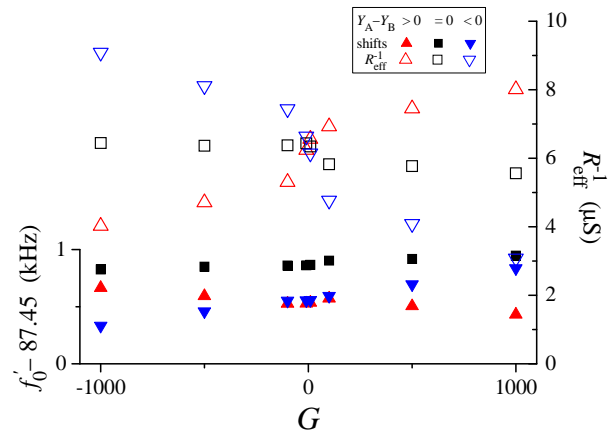 Y_A−Y_B > 0 = 0 < 0
shifts
R_eff^-1
10
8
6
4
2
0
R_eff^-1 (μS)
1
0
f_0' − 87.45 (kHz)
-1000 0 1000
G